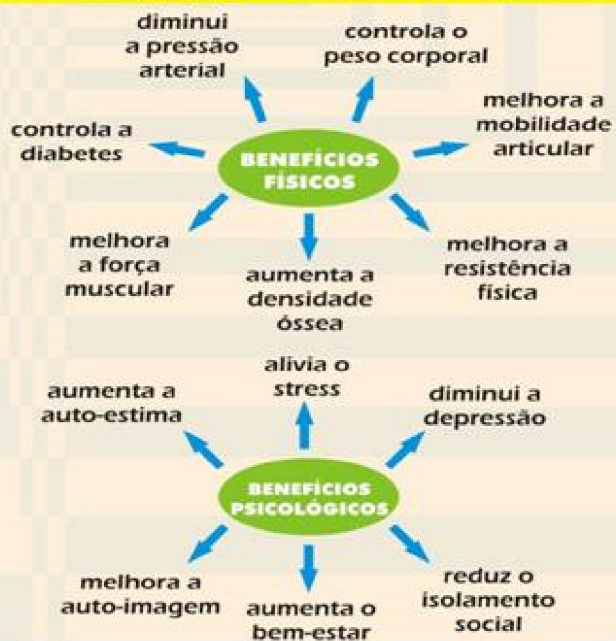 diminui
a pressão
arterial
controla o
peso corporal
controla a
diabetes
melhora a
mobilidade
articular
BENEFÍCIOS
FÍSICOS
melhora
a força
muscular
aumenta a
densidade
óssea
melhora a
resistência
física
alivia o
stress
aumenta a
auto-estima
diminui a
depressão
BENEFÍCIOS
PSICOLÓGICOS
melhora a
auto-imagem
aumenta o
bem-estar
reduz o
isolamento
social